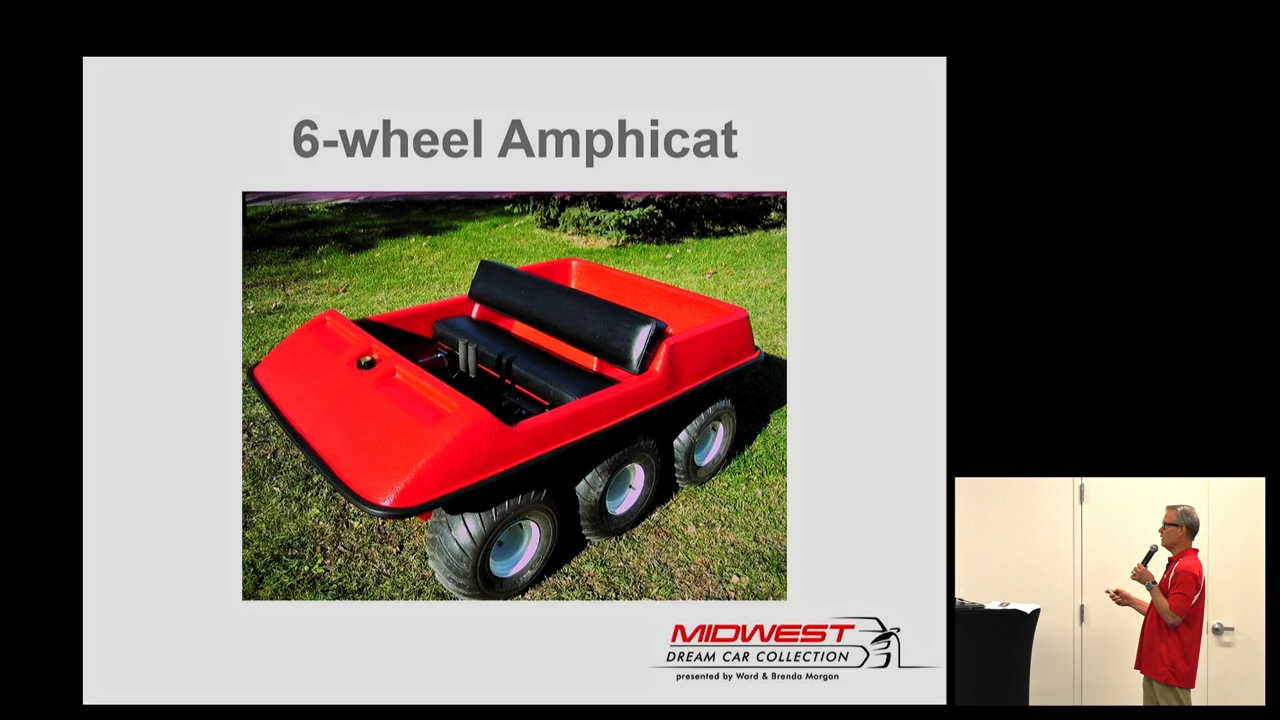 6-wheel Amphicat
MIDWEST
DREAM CAR COLLECTION
presented by Ward & Brenda Morgan